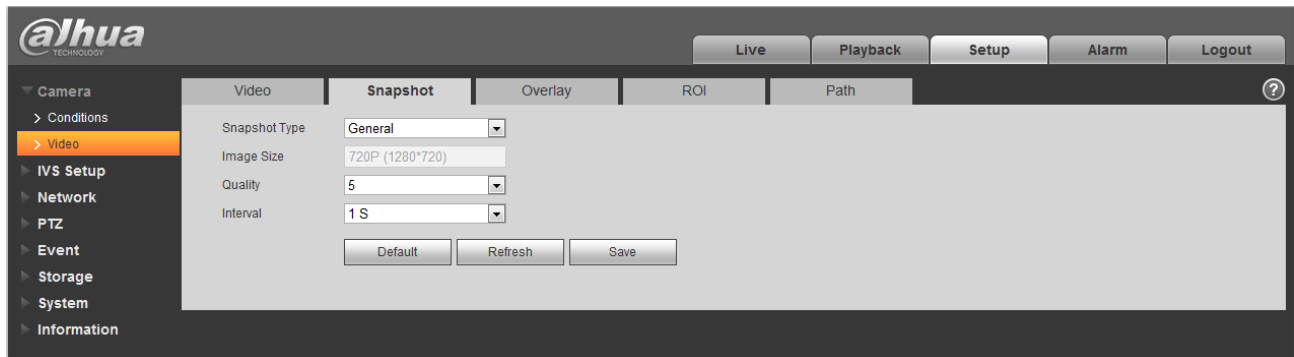 alhua
TECHNOLOGY
Live Playback Setup Alarm Logout
Camera
Conditions
Video
IVS Setup
Network
PTZ
Event
Storage
System
Information
Video Snapshot Overlay ROI Path ?
Snapshot Type General
Image Size 720P (1280*720)
Quality 5
Interval 1 S
Default Refresh Save